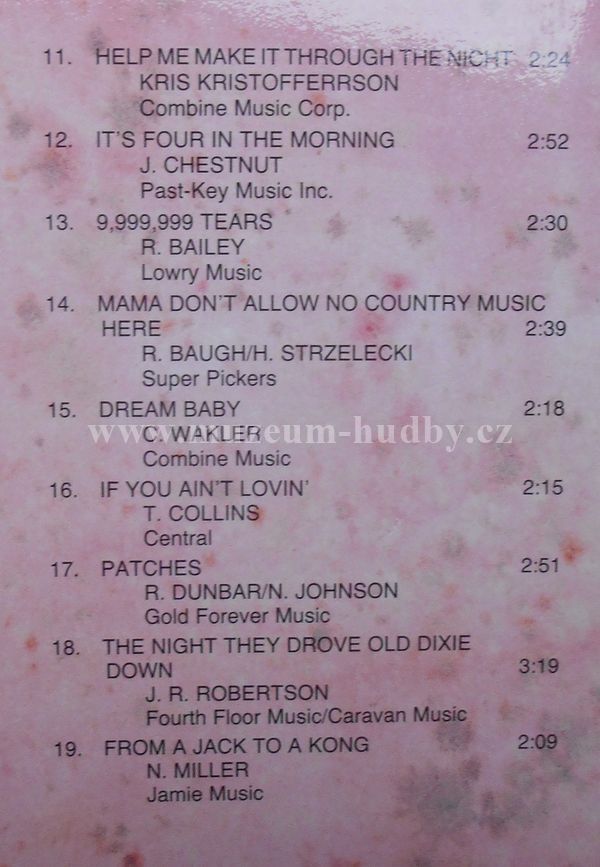 11. HELP ME MAKE IT THROUGH THE NIGHT 2:24
KRIS KRISTOFFERRSON
Combine Music Corp.
12. IT'S FOUR IN THE MORNING 2:52
J. CHESTNUT
Past-Key Music Inc.
13. 9,999,999 TEARS 2:30
R. BAILEY
Lowry Music
14. MAMA DON'T ALLOW NO COUNTRY MUSIC
HERE 2:39
R. BAUGH/H. STRZELECKI
Super Pickers
15. DREAM BABY 2:18
C. WAKLER
www.museum-hudby.cz
Combine Music
16. IF YOU AIN'T LOVIN' 2:15
T. COLLINS
Central
17. PATCHES 2:51
R. DUNBAR/N. JOHNSON
Gold Forever Music
18. THE NIGHT THEY DROVE OLD DIXIE
DOWN 3:19
J. R. ROBERTSON
Fourth Floor Music/Caravan Music
19. FROM A JACK TO A KONG 2:09
N. MILLER
Jamie Music